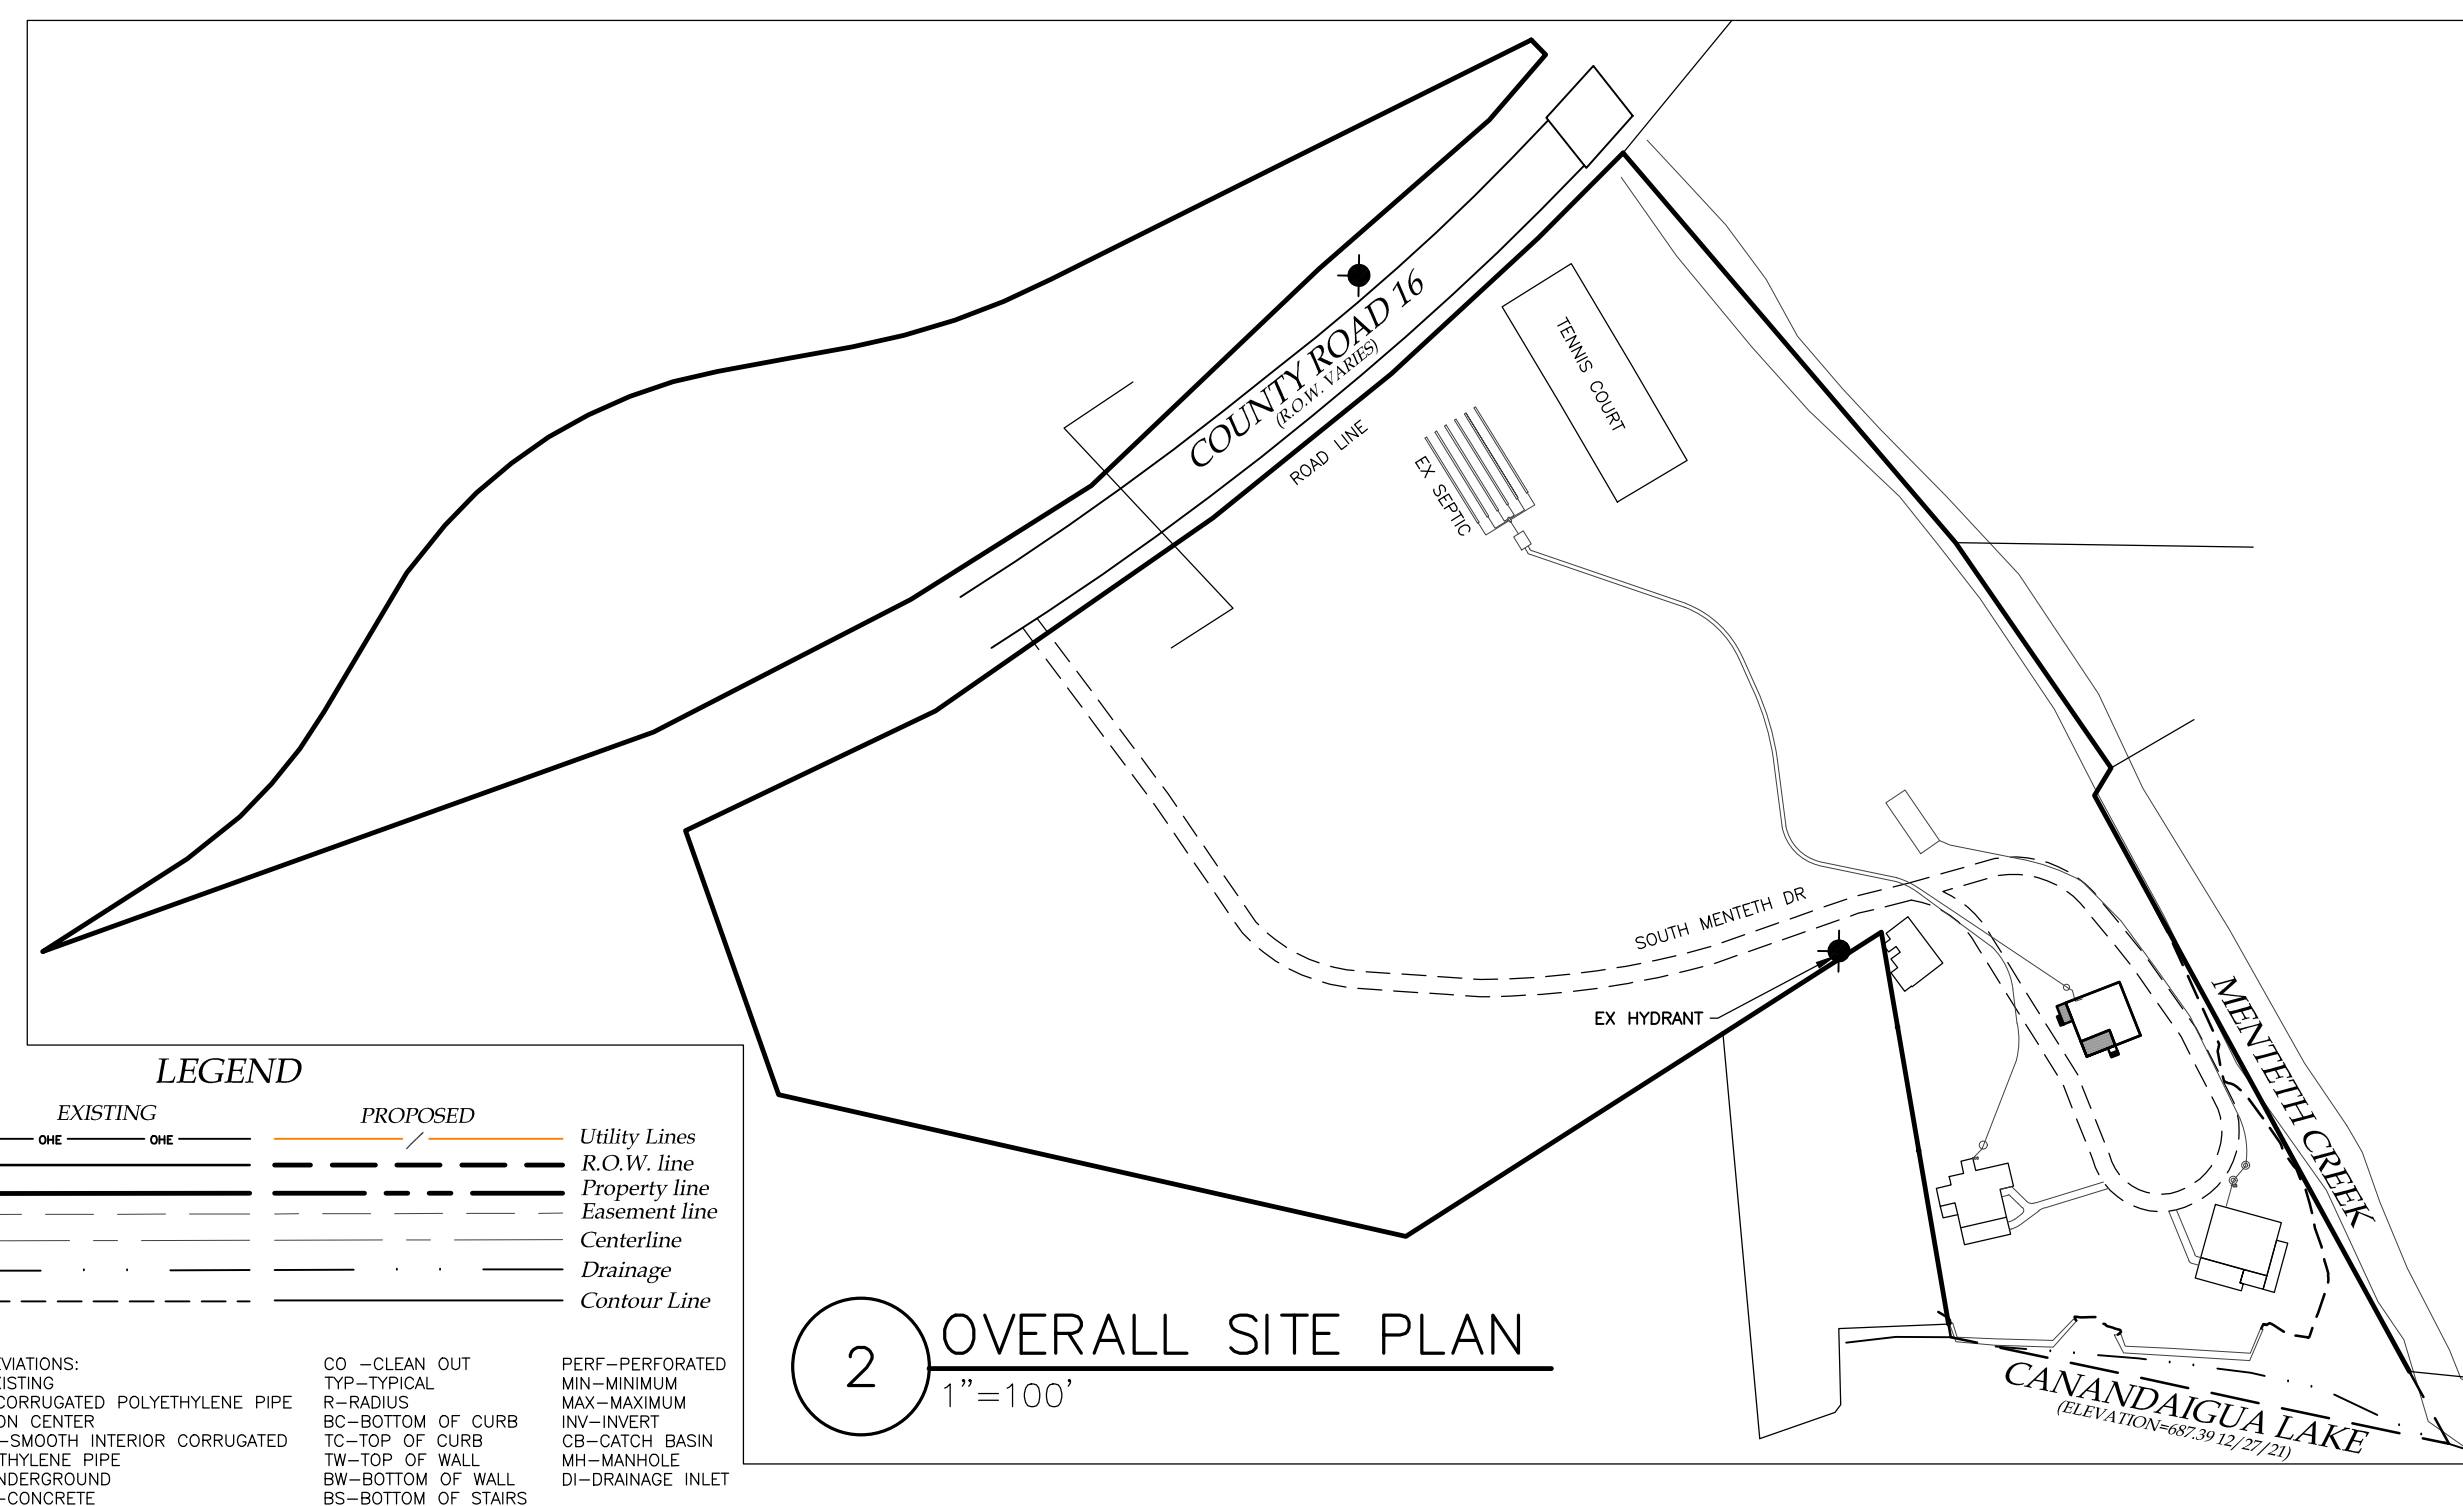 COUNTY ROAD 16
(R.O.W. VARIES)
ROAD LINE
TENNIS COURT
EX SEPTIC
SOUTH MENTETH DR
EX HYDRANT
MENTETH CREEK
CANANDAIGUA LAKE
(ELEVATION=687.39 12/27/21)
2
OVERALL SITE PLAN
1"=100'
LEGEND
EXISTING PROPOSED
OHE OHE Utility Lines
R.O.W. line
Property line
Easement line
Centerline
Drainage
Contour Line
EVIATIONS:
XISTING
CORRUGATED POLYETHYLENE PIPE
ON CENTER
-SMOOTH INTERIOR CORRUGATED
THYLENE PIPE
NDERGROUND
-CONCRETE
CO -CLEAN OUT
TYP-TYPICAL
R-RADIUS
BC-BOTTOM OF CURB
TC-TOP OF CURB
TW-TOP OF WALL
BW-BOTTOM OF WALL
BS-BOTTOM OF STAIRS
PERF-PERFORATED
MIN-MINIMUM
MAX-MAXIMUM
INV-INVERT
CB-CATCH BASIN
MH-MANHOLE
DI-DRAINAGE INLET